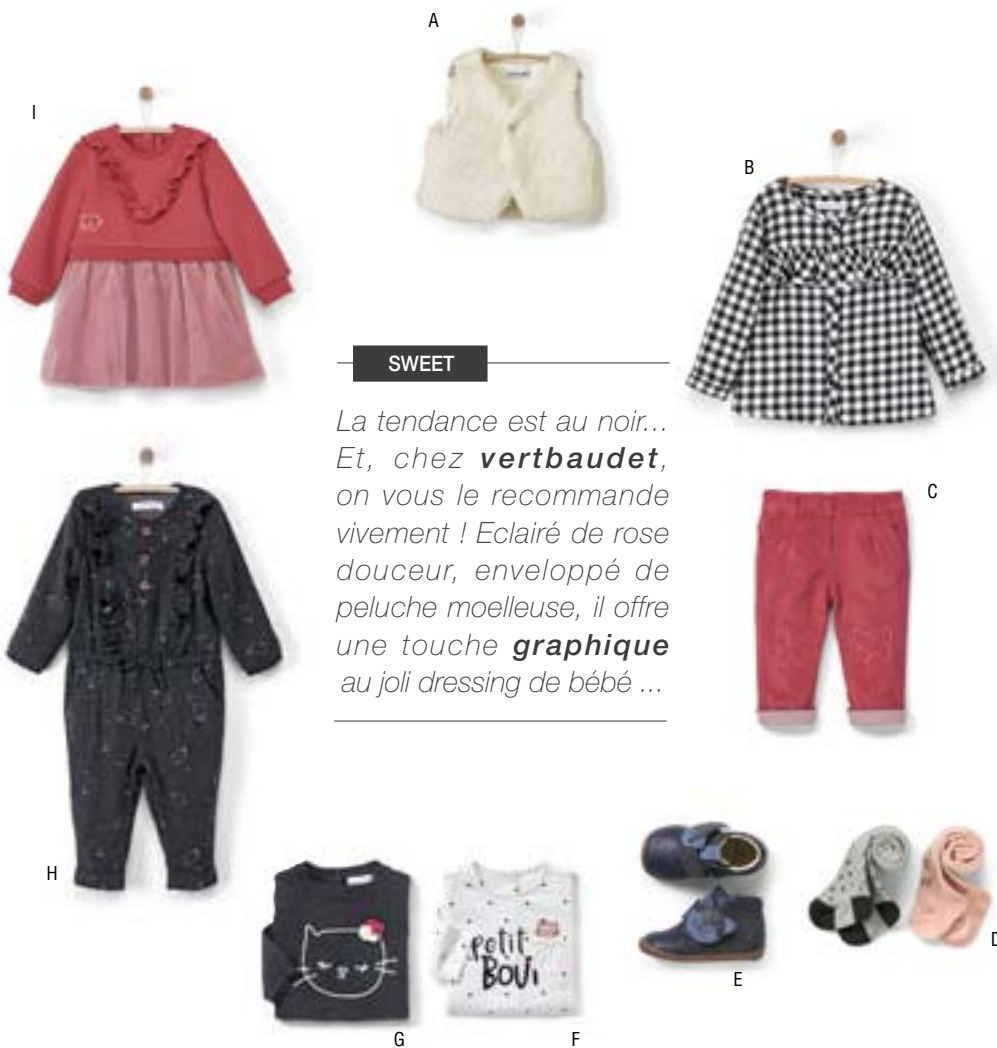 A
I
B
SWEET
La tendance est au noir...
Et, chez vertbaudet,
on vous le recommande
vivement ! Eclairé de rose
douceur, enveloppé de
peluche moelleuse, il offre
une touche graphique
au joli dressing de bébé ...
C
H
petit
BOUi
D
E
G
F